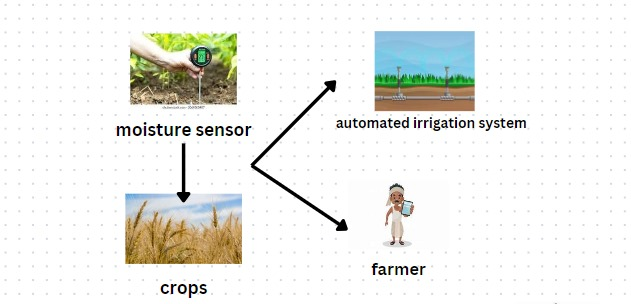 moisture sensor
automated irrigation system
crops
farmer